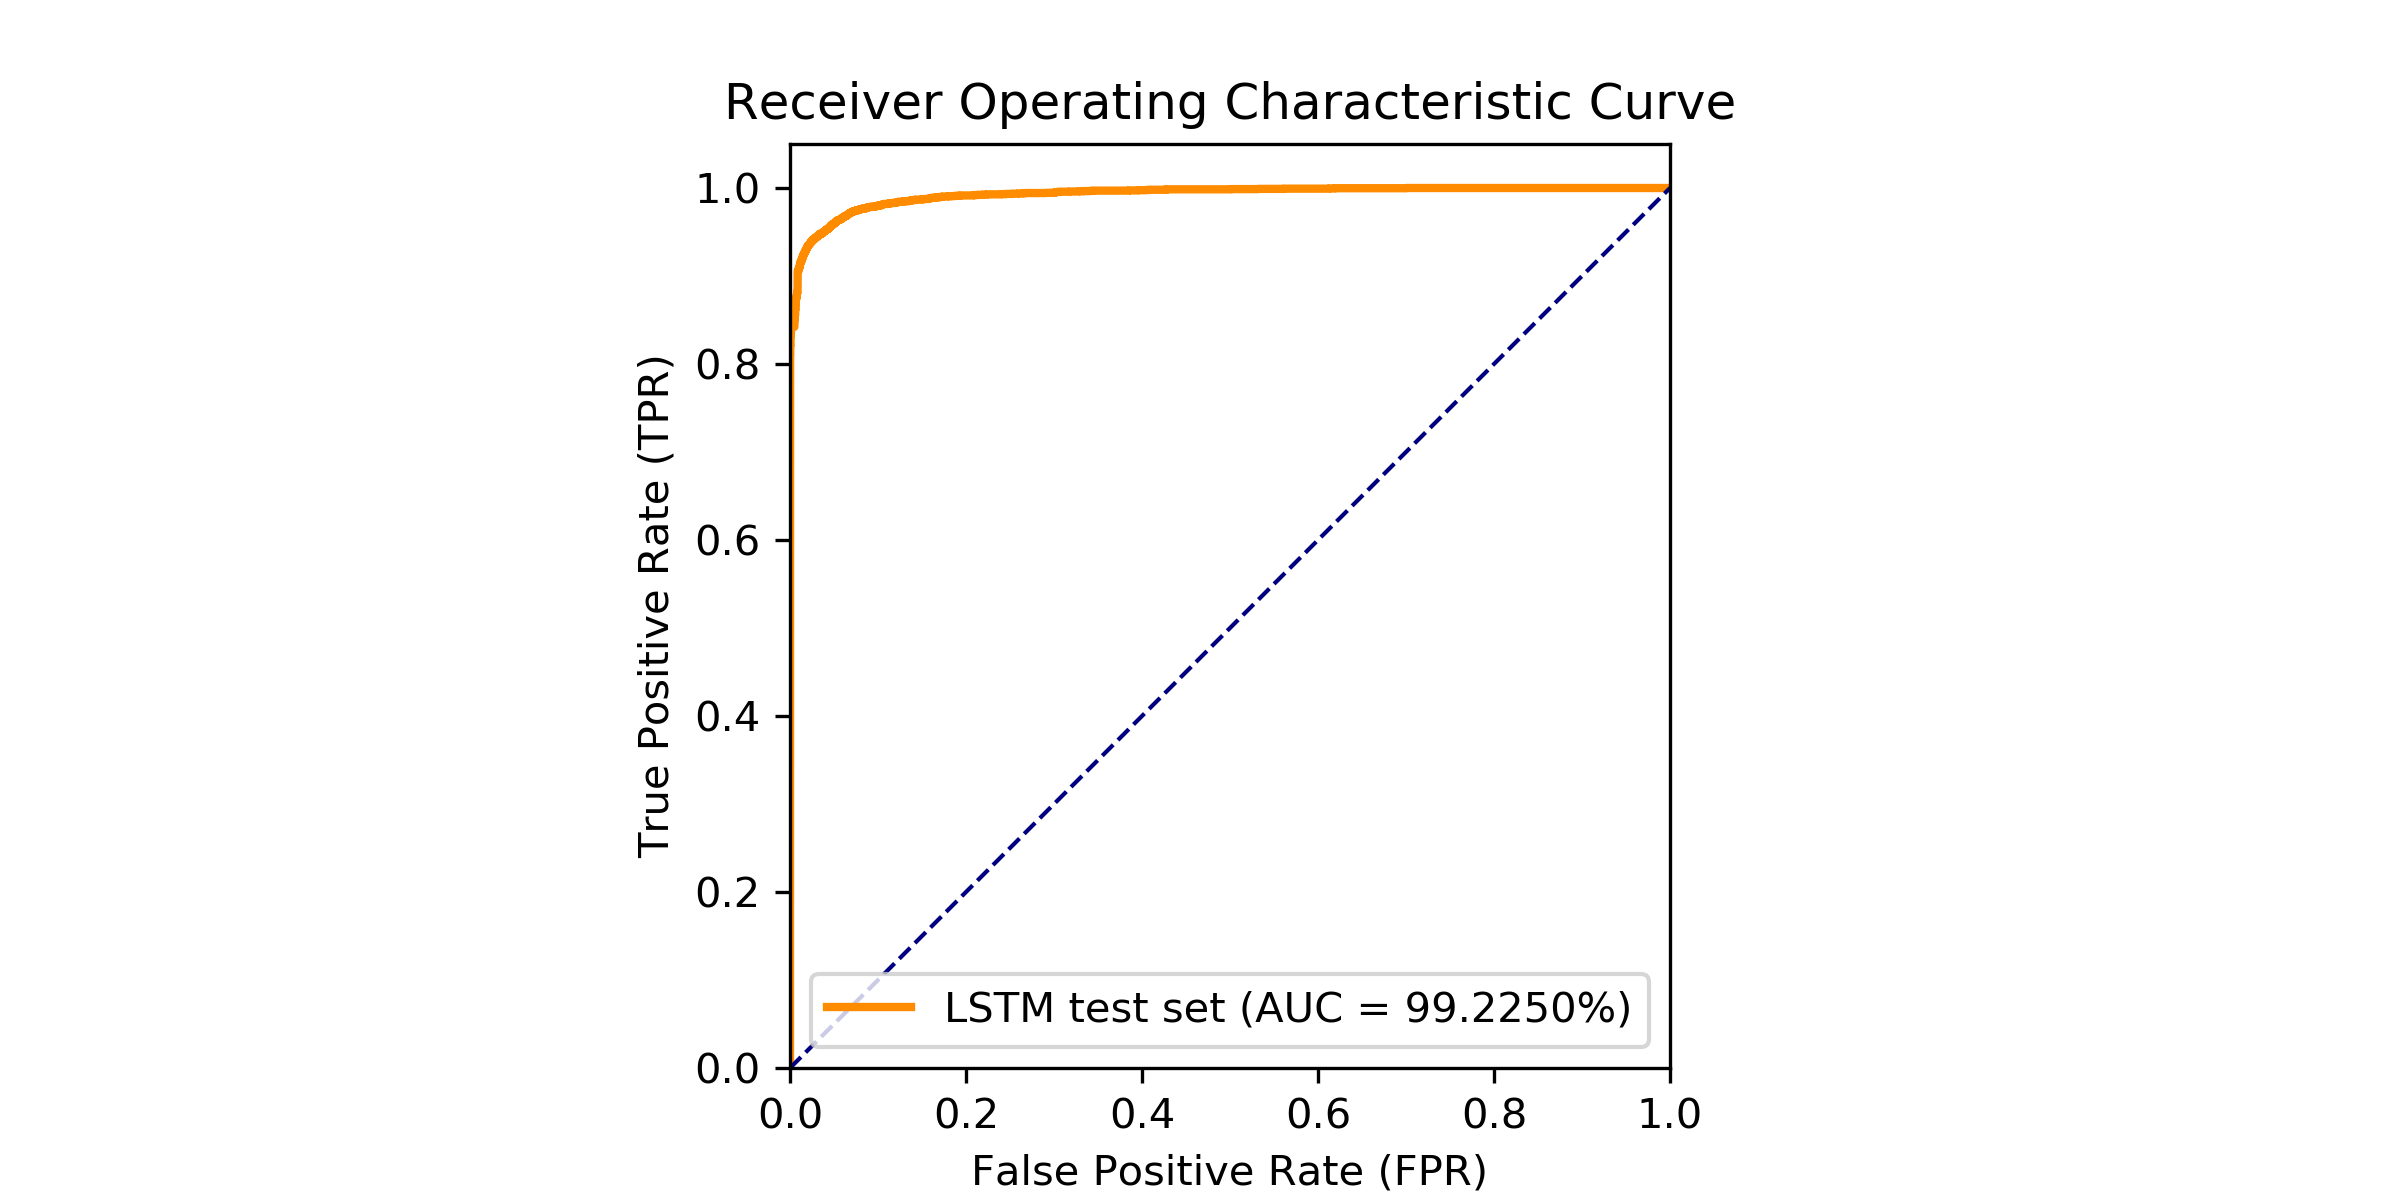 Receiver Operating Characteristic Curve
True Positive Rate (TPR)
1.0
0.8
0.6
0.4
0.2
0.0
LSTM test set (AUC = 99.2250%)
0.0 0.2 0.4 0.6 0.8 1.0
False Positive Rate (FPR)